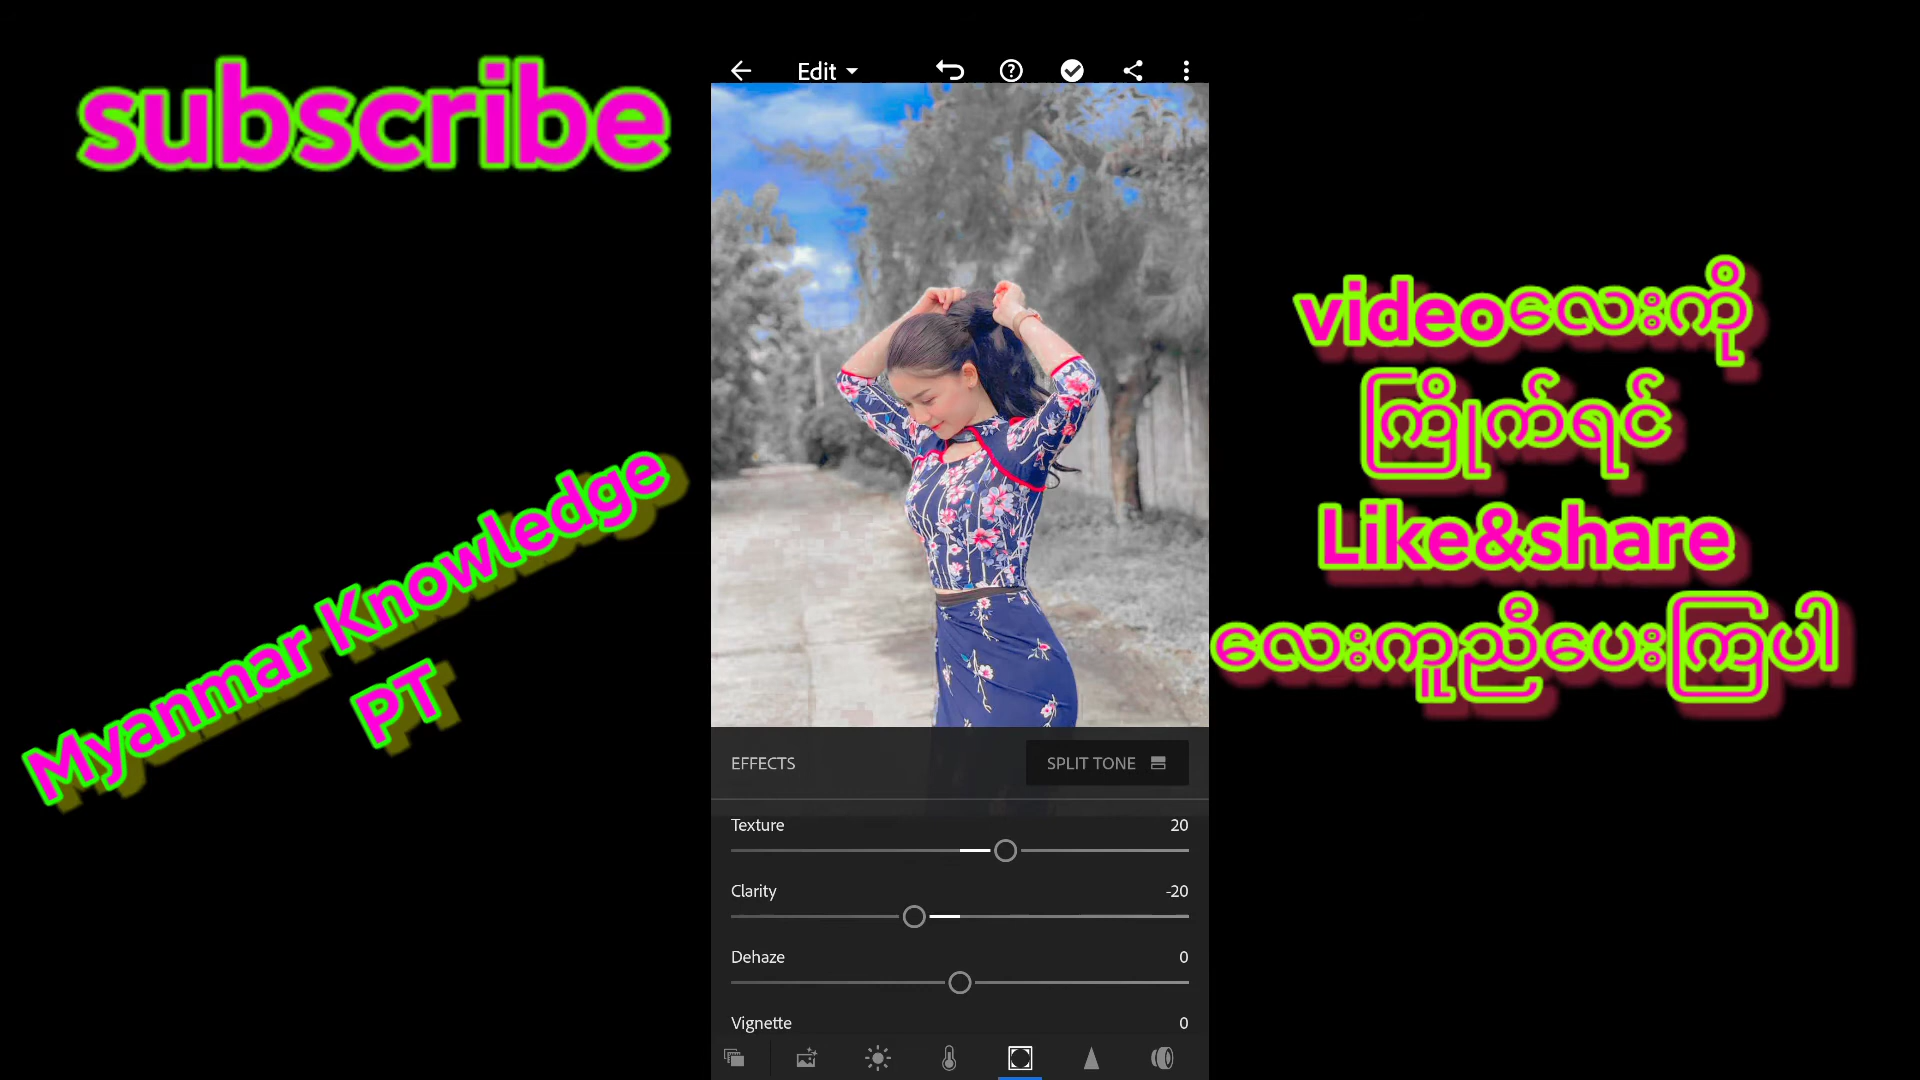 subscribe
Myanmar Knowledge
PT
Edit
EFFECTS
SPLIT TONE
Texture
20
Clarity
-20
Dehaze
0
Vignette
0
videoလေးကို
ကြိုက်ရင်
Like&share
လေးကူညီပေးကြပါ